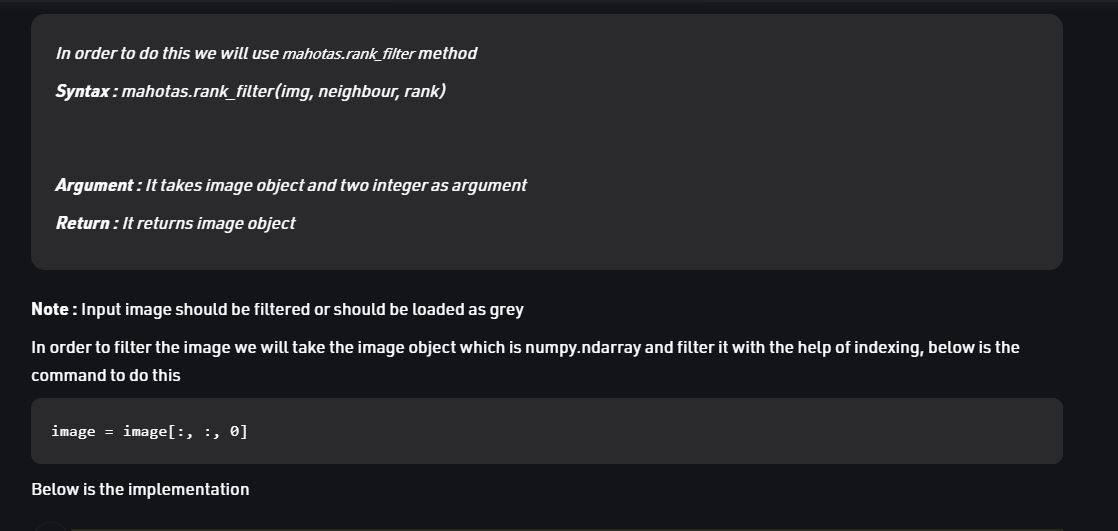 In order to do this we will use mahotas.rank_filter method
Syntax : mahotas.rank_filter(img, neighbour, rank)
Argument : It takes image object and two integer as argument
Return : It returns image object
Note : Input image should be filtered or should be loaded as grey
In order to filter the image we will take the image object which is numpy.ndarray and filter it with the help of indexing, below is the
command to do this
image = image[:, :, 0]
Below is the implementation